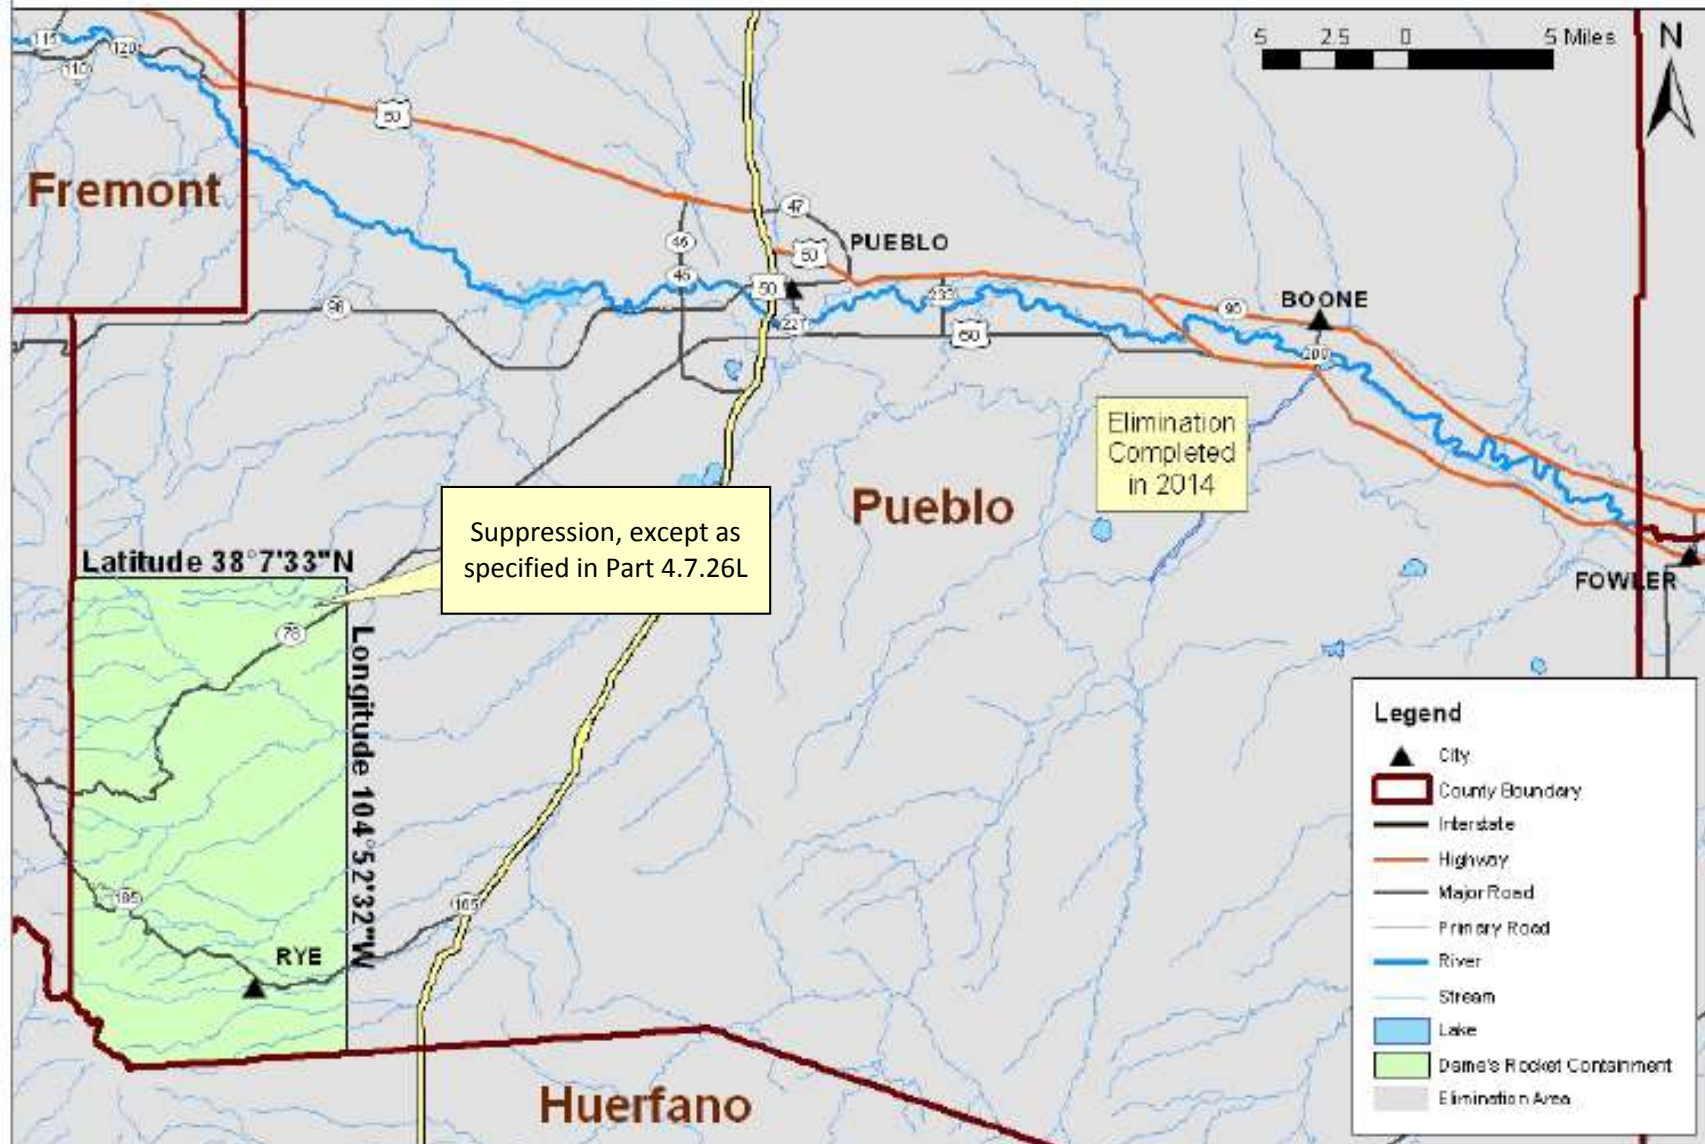 5 2.5 0 5 Miles
N
115
120
110
50
Fremont
47
45
PUEBLO
50
45
50
233
BOONE
96
96
227
50
209
Elimination
Completed
in 2014
Pueblo
Suppression, except as
specified in Part 4.7.26L
Latitude 38°7'33"N
FOWLER
78
Longitude 104°52'32"W
Legend
City
County Boundary
Interstate
Highway
Major Road
Primary Road
River
Stream
Lake
Dame's Rocket Containment
Elimination Area
165
165
RYE
Huerfano